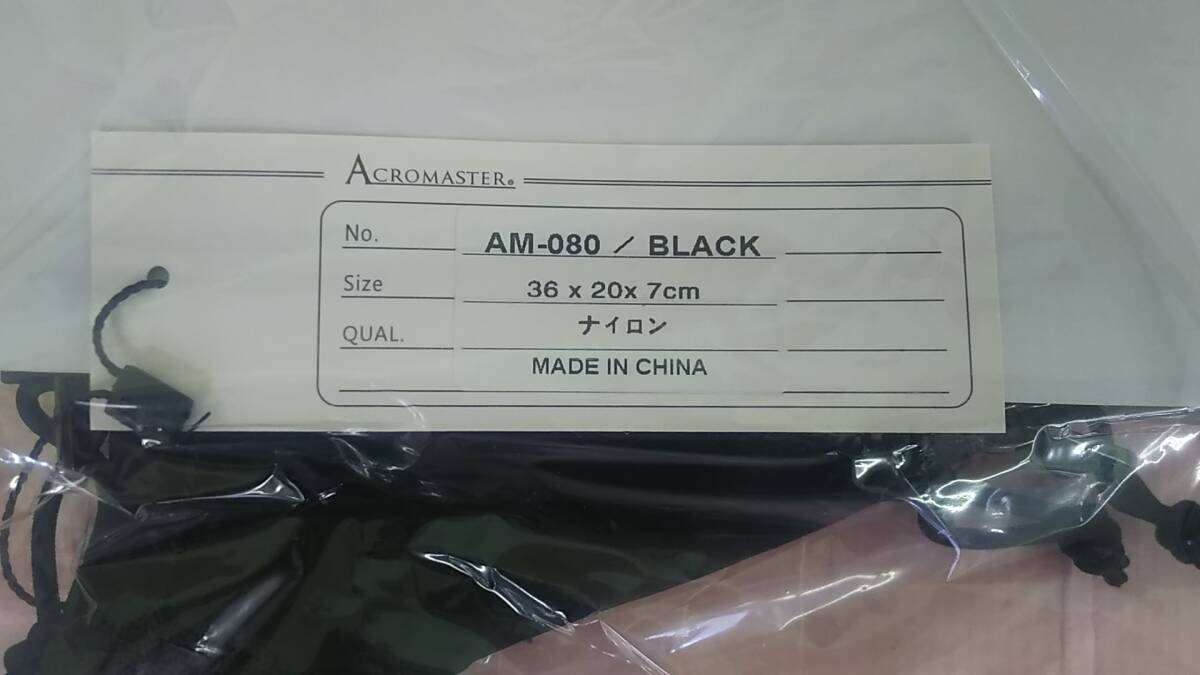 ACROMASTER®
No. AM-080 / BLACK
Size 36 x 20x 7cm
QUAL. ナイロン
MADE IN CHINA